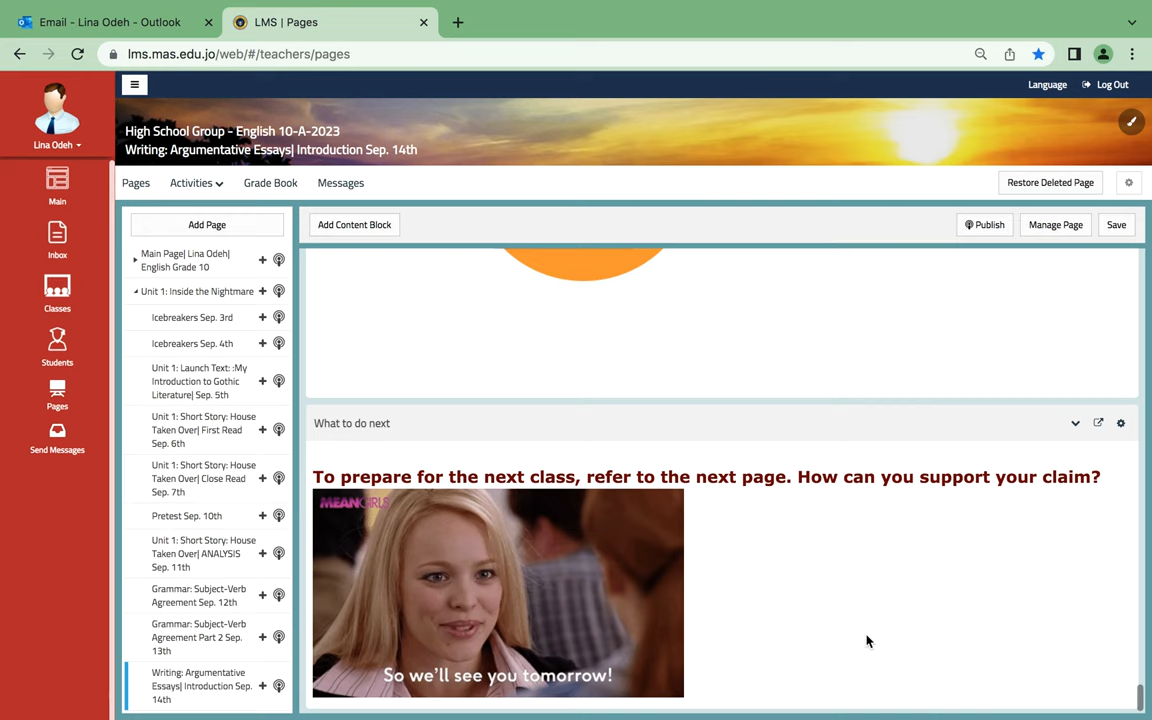 Email - Lina Odeh - Outlook
LMS | Pages
lms.mas.edu.jo/web/#/teachers/pages
Language
Log Out
Lina Odeh
High School Group - English 10-A-2023
Writing: Argumentative Essays| Introduction Sep. 14th
Pages
Activities
Grade Book
Messages
Restore Deleted Page
Main
Inbox
Classes
Students
Pages
Send Messages
Add Page
Main Page| Lina Odeh|
English Grade 10
Unit 1: Inside the Nightmare
Icebreakers Sep. 3rd
Icebreakers Sep. 4th
Unit 1: Launch Text: :My
Introduction to Gothic
Literature| Sep. 5th
Unit 1: Short Story: House
Taken Over| First Read
Sep. 6th
Unit 1: Short Story: House
Taken Over| Close Read
Sep. 7th
Pretest Sep. 10th
Unit 1: Short Story: House
Taken Over| ANALYSIS
Sep. 11th
Grammar: Subject-Verb
Agreement Sep. 12th
Grammar: Subject-Verb
Agreement Part 2 Sep.
13th
Writing: Argumentative
Essays| Introduction Sep.
14th
Add Content Block
Publish
Manage Page
Save
What to do next
To prepare for the next class, refer to the next page. How can you support your claim?
MEAN GIRLS
So we'll see you tomorrow!